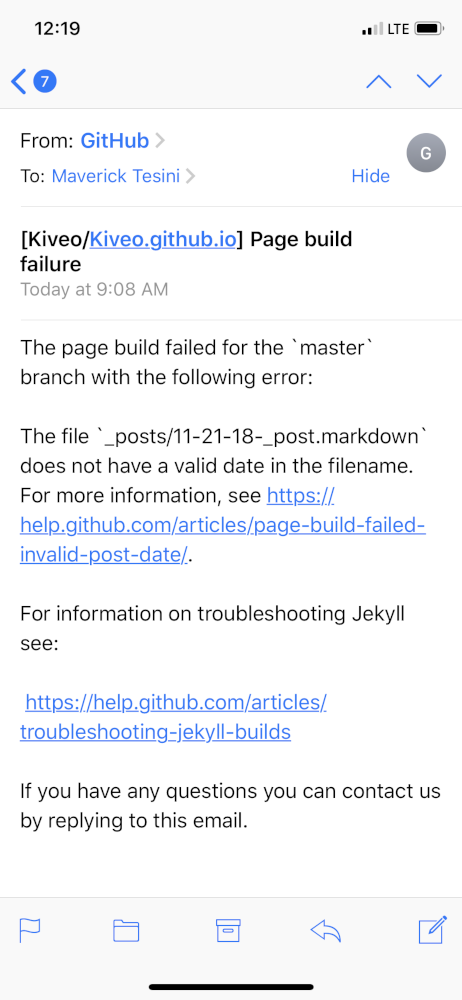 12:19
LTE
7
From: GitHub
G
To: Maverick Tesini
Hide
[Kiveo/Kiveo.github.io] Page build
failure
Today at 9:08 AM
The page build failed for the `master`
branch with the following error:
The file `_posts/11-21-18-_post.markdown`
does not have a valid date in the filename.
For more information, see https://
help.github.com/articles/page-build-failed-
invalid-post-date/.
For information on troubleshooting Jekyll
see:
https://help.github.com/articles/
troubleshooting-jekyll-builds
If you have any questions you can contact us
by replying to this email.